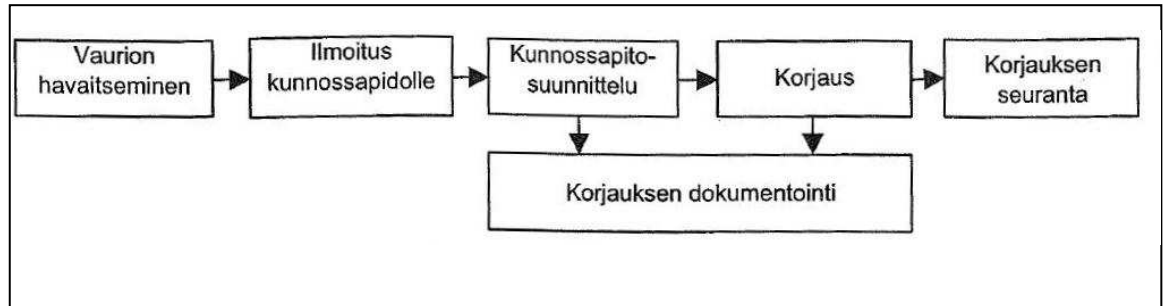 Vaurion
havaitseminen
Ilmoitus
kunnossapidolle
Kunnossapito-
suunnittelu
Korjaus
Korjauksen
seuranta
Korjauksen dokumentointi